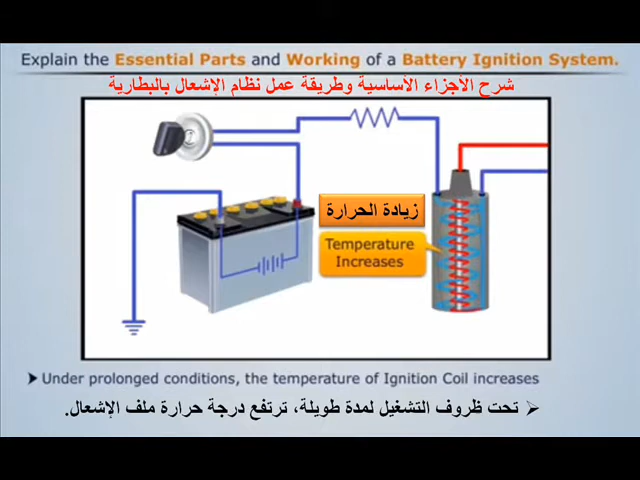 Explain the Essential Parts and Working of a Battery Ignition System.
شرح الأجزاء الأساسية وطريقة عمل نظام الإشعال بالبطارية
زيادة الحرارة
Temperature
Increases
Under prolonged conditions, the temperature of Ignition Coil increases
تحت ظروف التشغيل لمدة طويلة، ترتفع درجة حرارة ملف الإشعال.